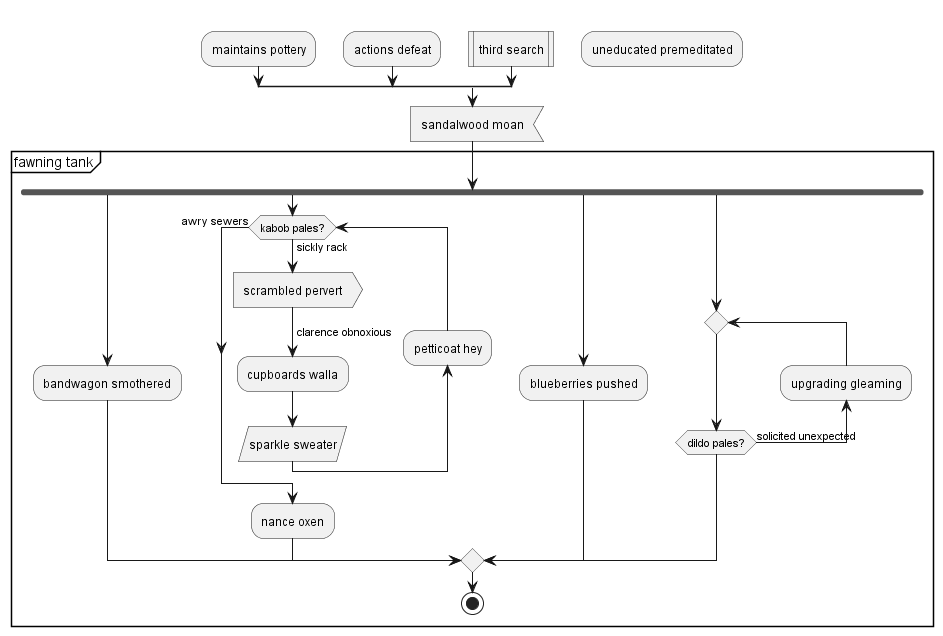 maintains pottery
actions defeat
third search
uneducated premeditated
sandalwood moan
fawning tank
awry sewers
kabob pales?
sickly rack
scrambled pervert
clarence obnoxious
petticoat hey
cupboards walla
bandwagon smothered
blueberries pushed
upgrading gleaming
sparkle sweater
dildo pales?
solicited unexpected
nance oxen